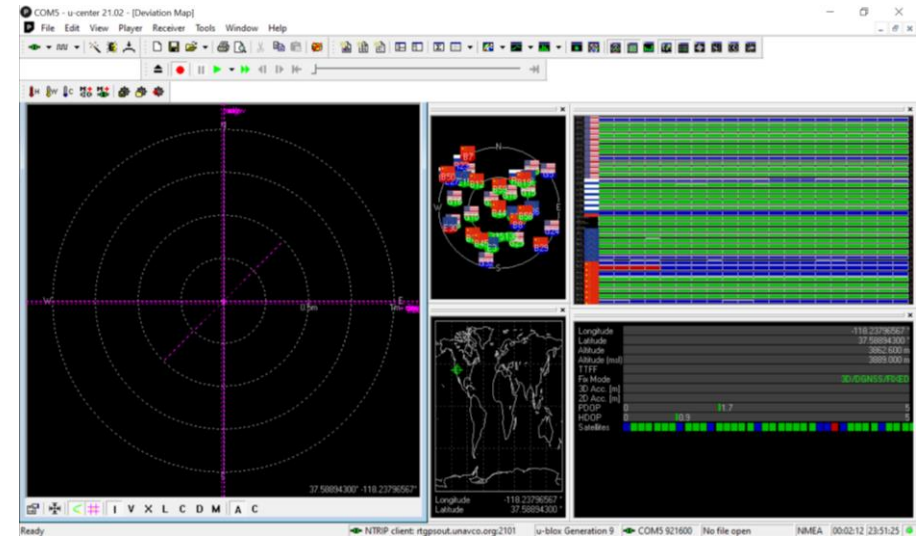 COM5 - u-center 21.02 - [Deviation Map]
File Edit View Player Receiver Tools Window Help
N
W
E
S
0.5m
1m
37.58894300° -118.23796567°
N
W
E
S
B7
B12
B29
Longitude -118.23796567°
Latitude 37.58894300°
Longitude -118.23796567°
Latitude 37.58894300°
Altitude 3862.600 m
Altitude (msl) 3889.000 m
TTFF
Fix Mode 3D/DGNSS/FIXED
3D Acc. [m]
2D Acc. [m]
PDOP 0 1.7 5
HDOP 0 0.9 5
Satellites
I V X L C D M A C
Ready NTRIP client: rtgpsout.unavco.org:2101 u-blox Generation 9 COM5 921600 No file open NMEA 00:02:12 23:51:25